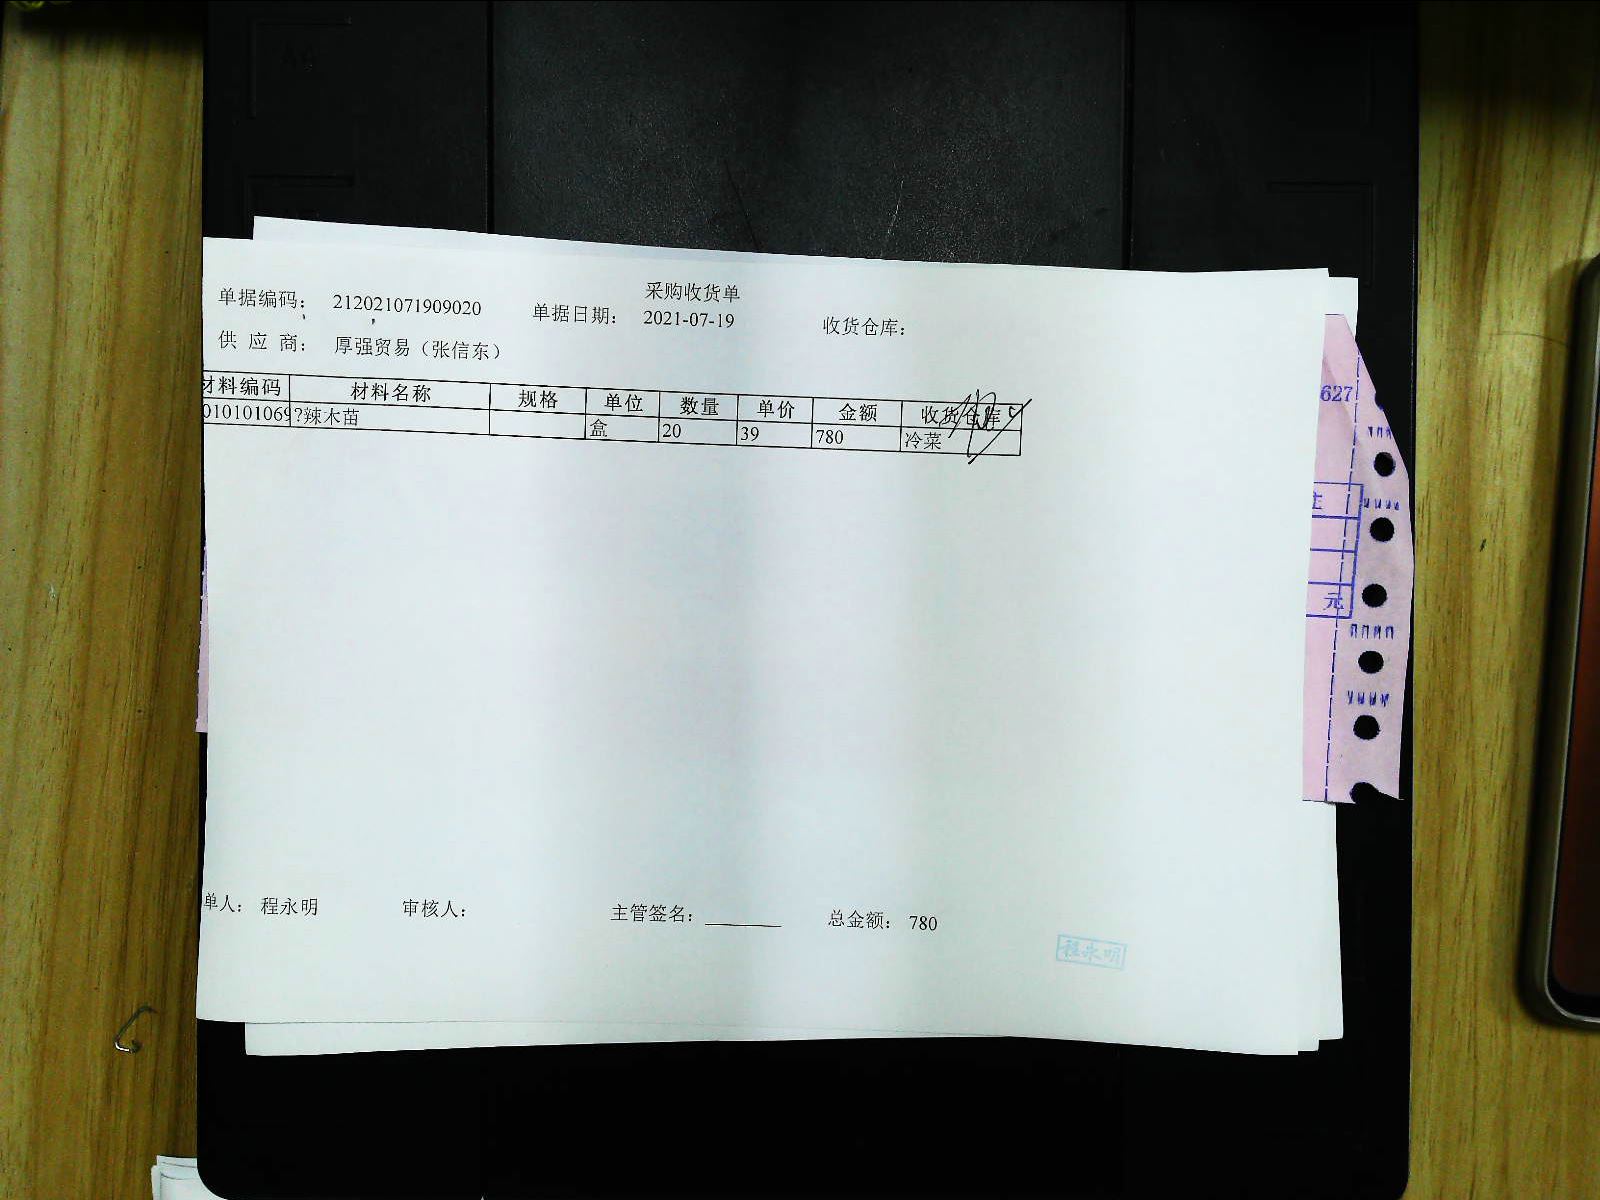 采购收货单
单据编码： 212021071909020 单据日期： 2021-07-19 收货仓库：
供 应 商： 厚强贸易（张信东）
材料编码 材料名称 规格 单位 数量 单价 金额 收货仓库
010101069 ?辣木苗 盒 20 39 780 冷菜
单人： 程永明 审核人： 主管签名： 总金额： 780
程永明
627
主
元